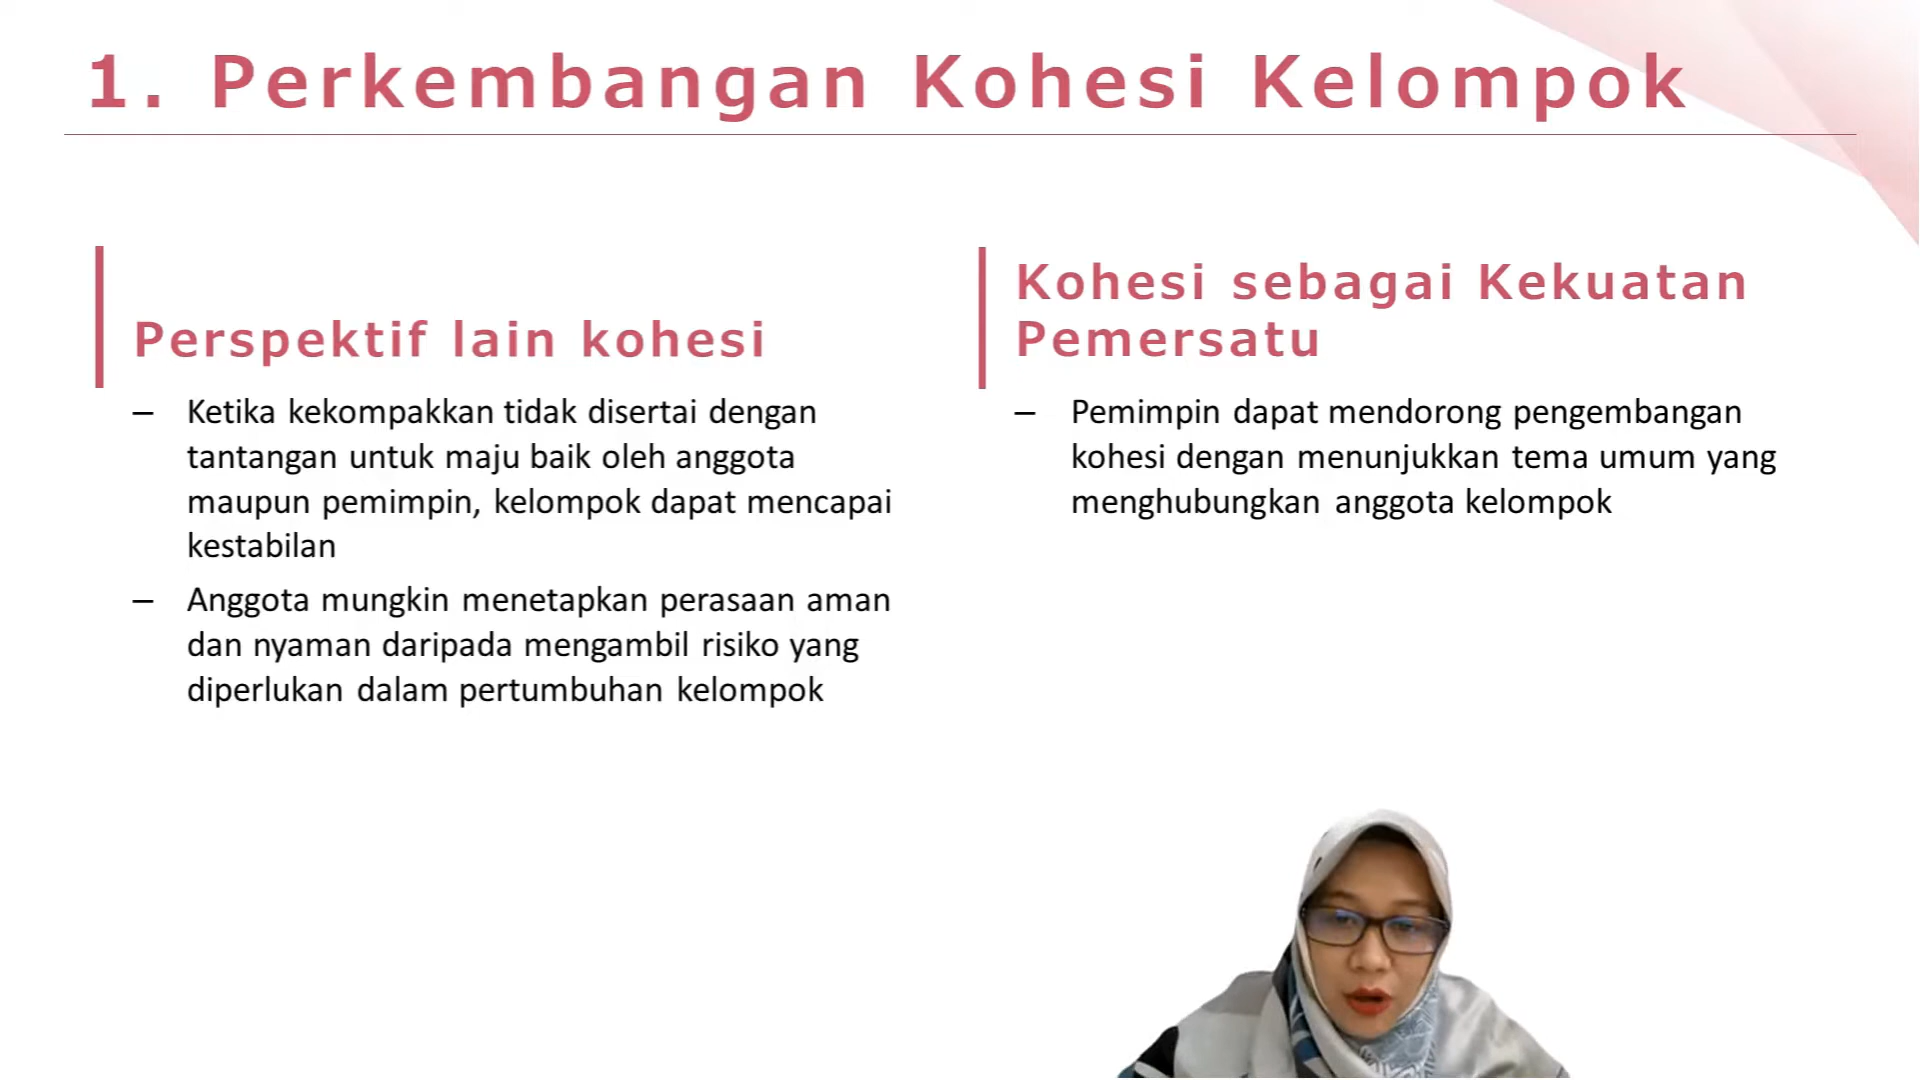 1. Perkembangan Kohesi Kelompok
Perspektif lain kohesi
– Ketika kekompakkan tidak disertai dengan
tantangan untuk maju baik oleh anggota
maupun pemimpin, kelompok dapat mencapai
kestabilan
– Anggota mungkin menetapkan perasaan aman
dan nyaman daripada mengambil risiko yang
diperlukan dalam pertumbuhan kelompok
Kohesi sebagai Kekuatan
Pemersatu
– Pemimpin dapat mendorong pengembangan
kohesi dengan menunjukkan tema umum yang
menghubungkan anggota kelompok